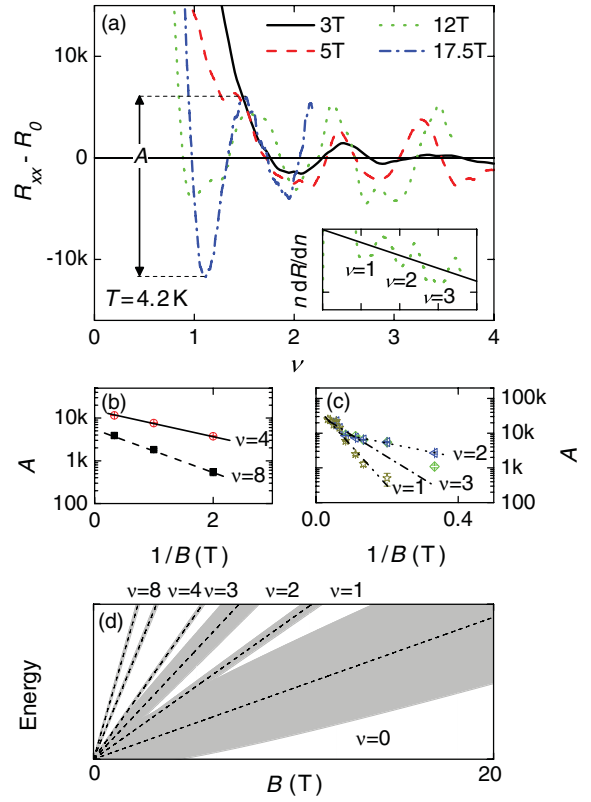 (a)
3T
5T
12T
17.5T
10k
0
-10k
R_xx - R_0
A
T = 4.2 K
n dR/dn
ν=1
ν=2
ν=3
0 1 2 3 4
ν
(b)
10k
1k
100
A
ν=4
ν=8
0 1 2
1/B (T)
(c)
100k
10k
1k
100
A
ν=2
ν=3
ν=1
0.0 0.4
1/B (T)
ν=8 ν=4 ν=3 ν=2 ν=1
(d)
Energy
ν=0
0 20
B (T)